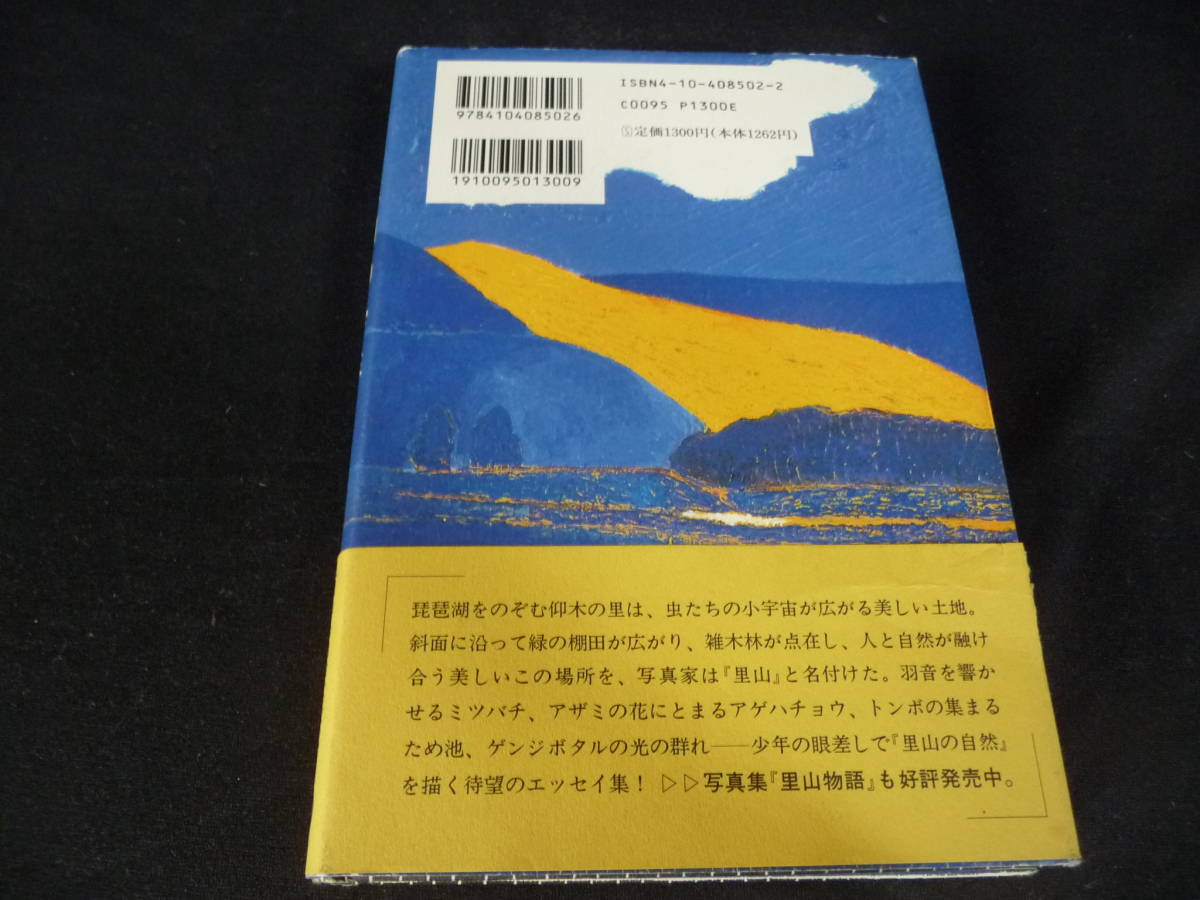 ISBN4-10-408502-2
C0095 P1300E
Ⓢ定価1300円(本体1262円)
9784104085026
1910095013009
琵琶湖をのぞむ仰木の里は、虫たちの小宇宙が広がる美しい土地。
斜面に沿って緑の棚田が広がり、雑木林が点在し、人と自然が融け
合う美しいこの場所を、写真家は『里山』と名付けた。羽音を響か
せるミツバチ、アザミの花にとまるアゲハチョウ、トンボの集まる
ため池、ゲンジボタルの光の群れ──少年の眼差しで『里山の自然』
を描く待望のエッセイ集! ▷▷写真集『里山物語』も好評発売中。